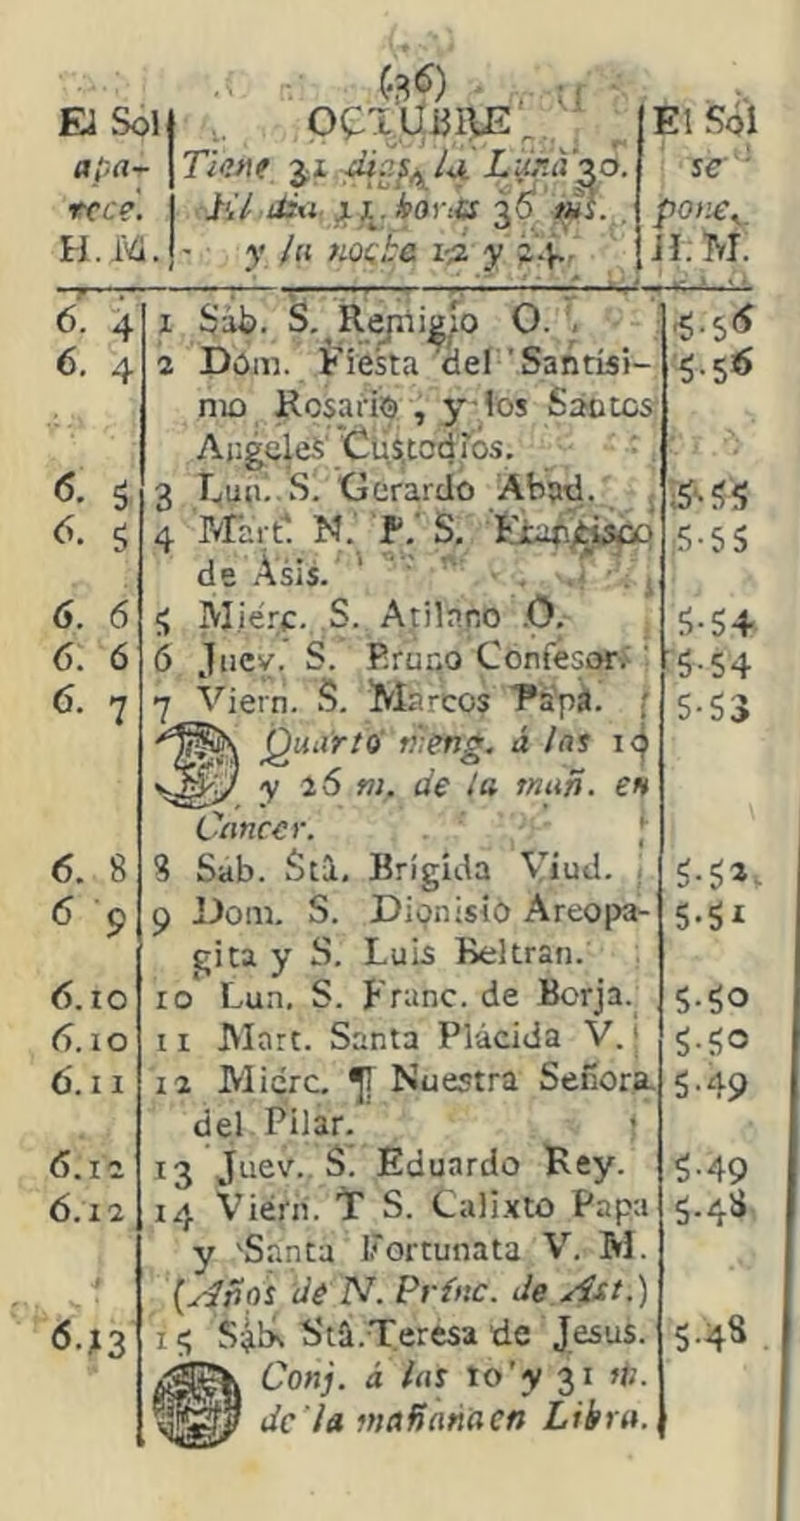 (36)
El Sol OCTUBRE El Sol
apa- Tiene 31 dias, la Luna 30. se
rece. El dia 11 horas 36 ms. pone.
H. M. y la noche 12 y 24. H. M.
6. 4 1 Sáb. S. Remigio O. 5.56
6. 4 2 Dóm. Fiesta del Santísi- 5.56
mo Rosario, y los Santos
Angeles Custodios.
6. 5 3 Lun. S. Gerardo Abad. 5.55
6. 5 4 Mart. N. P. S. Francisco 5.55
de Asis.
6. 6 5 Miérc. S. Atilano O. 5.54
6. 6 6 Juev. S. Bruno Confesor. 5.54
6. 7 7 Viern. S. Marcos Papa. 5.53
Quarto meng. á las 10
y 26 m. de la mañ. en
Cancer.
6. 8 8 Sab. Stâ. Brígida Viud. 5.52
6 9 9 Dom. S. Dionisio Areopa- 5.51
gita y S. Luis Beltran.
6.10 10 Lun. S. Franc. de Borja. 5.50
6.10 11 Mart. Santa Plácida V. 5.50
6.11 12 Miérc. ¶ Nuestra Señora 5.49
del Pilar.
6.12 13 Juev. S. Eduardo Rey. 5.49
6.12 14 Viérn. T S. Calixto Papa 5.48
y Santa Fortunata V. M.
(Años de N. Prínc. de Ast.)
6.13 15 Sáb. Stâ. Teresa de Jesus. 5.48
Conj. á las 10 y 31 m.
de la mañana en Libra.